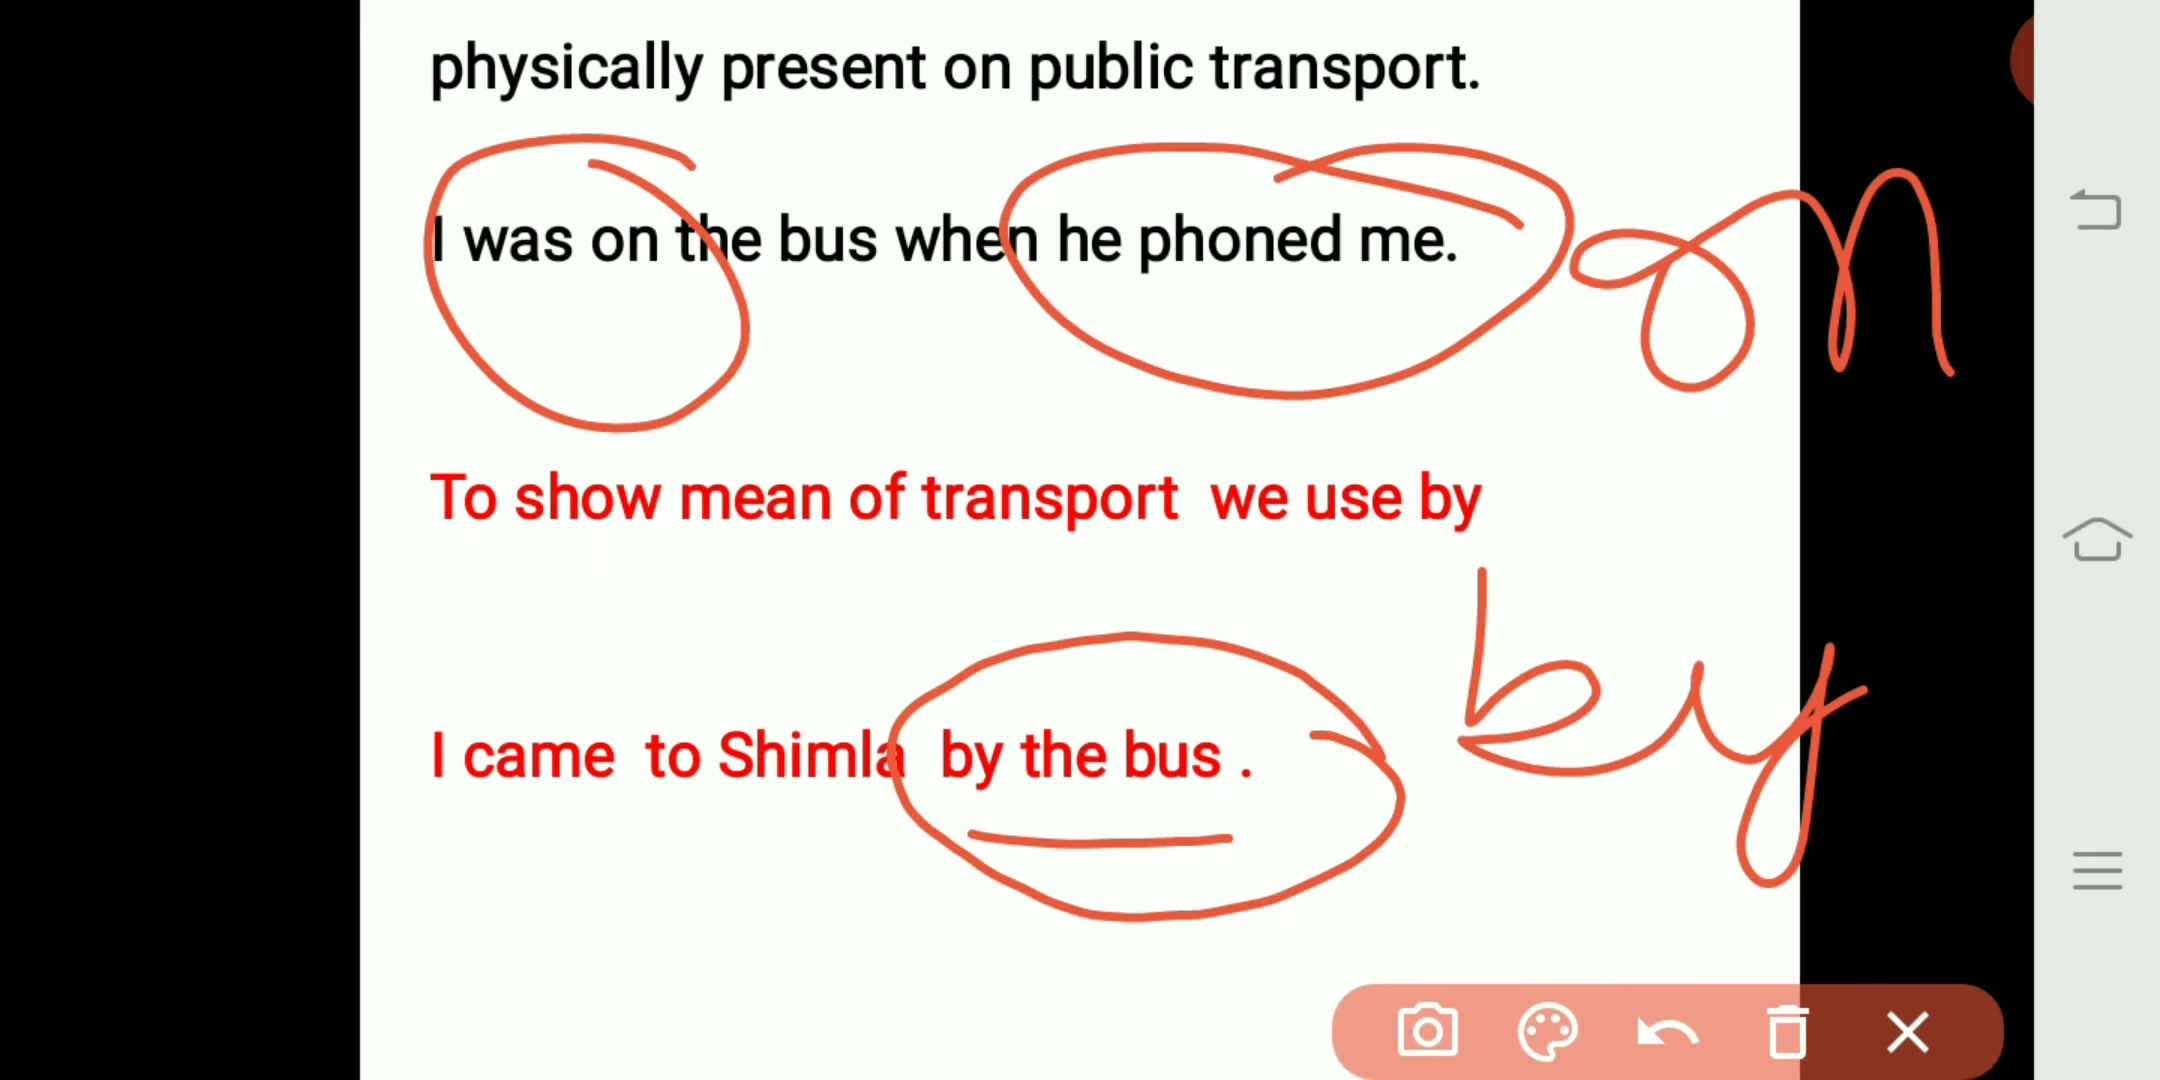 physically present on public transport.
I was on the bus when he phoned me.
on
To show mean of transport we use by
by
I came to Shimla by the bus .